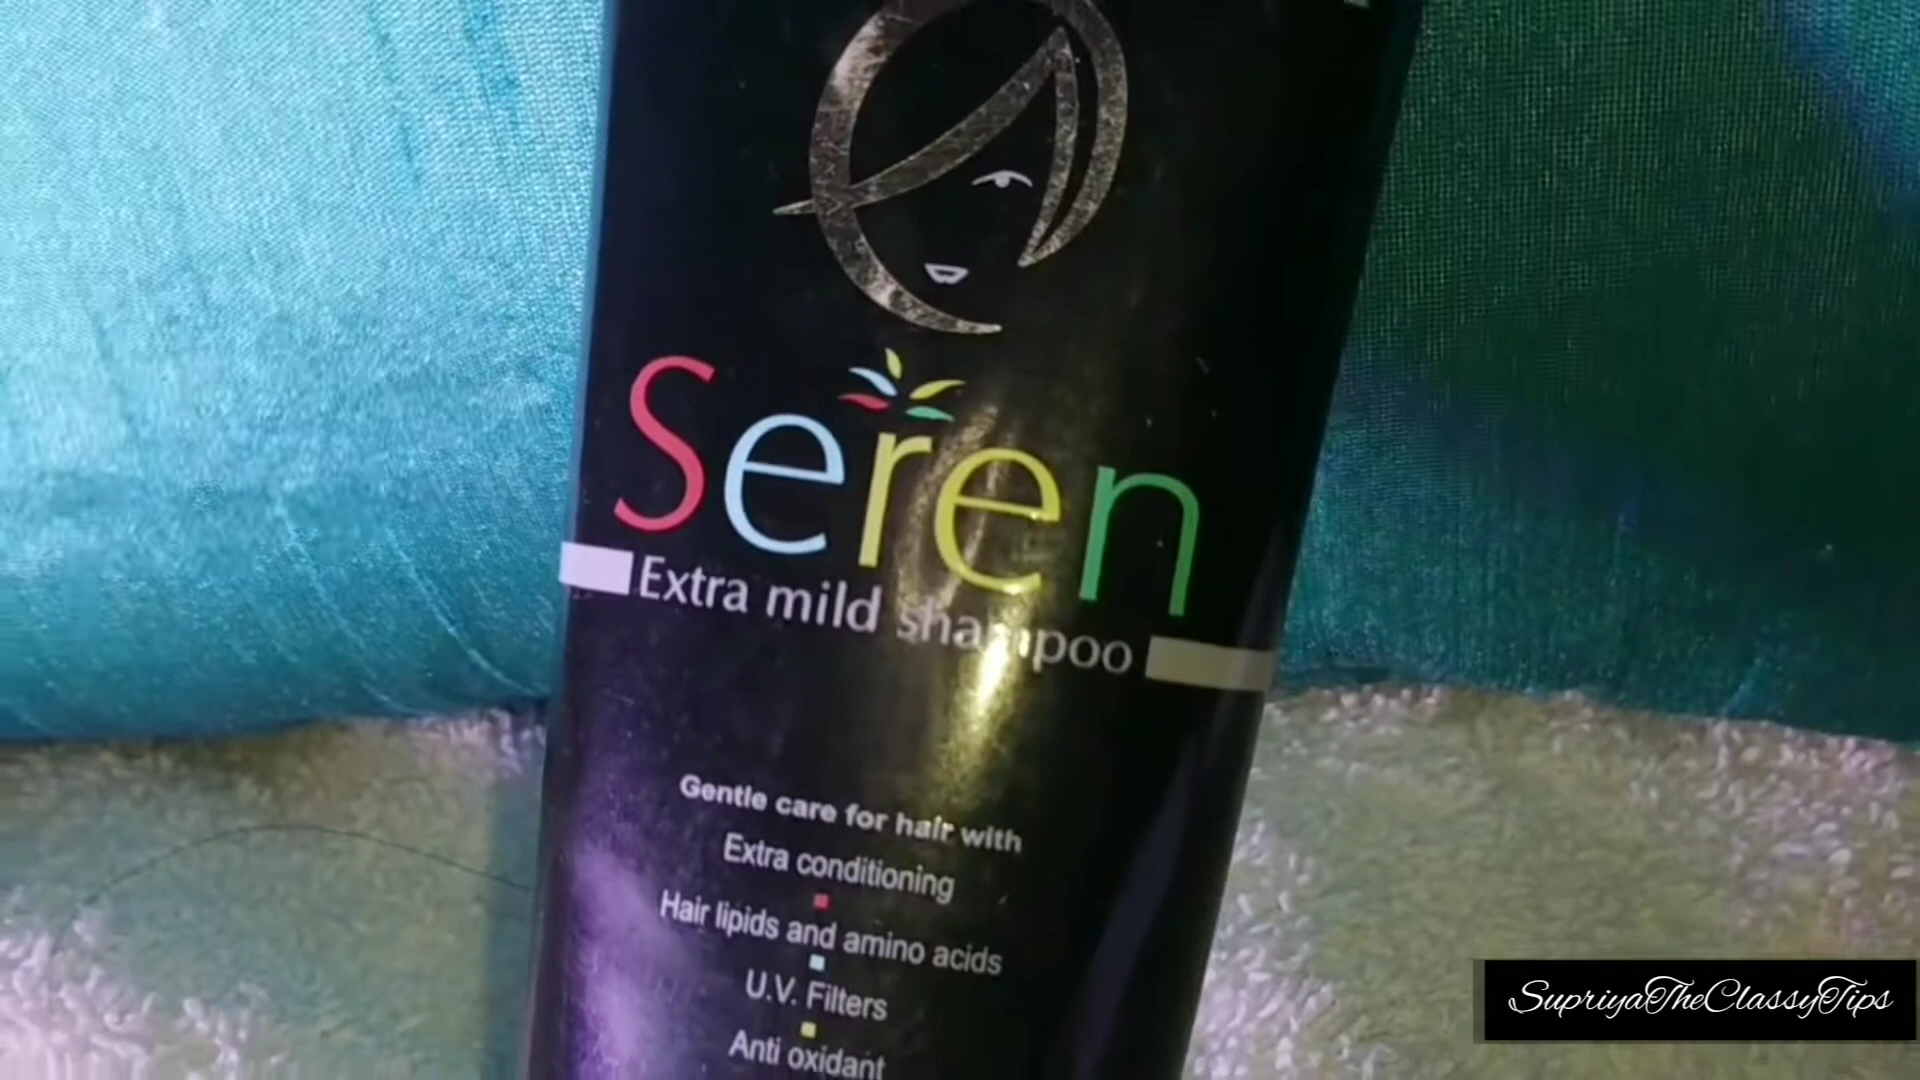 Seren
Extra mild shampoo
Gentle care for hair with
Extra conditioning
Hair lipids and amino acids
U.V. Filters
Anti oxidant
SupriyaTheClassyTips